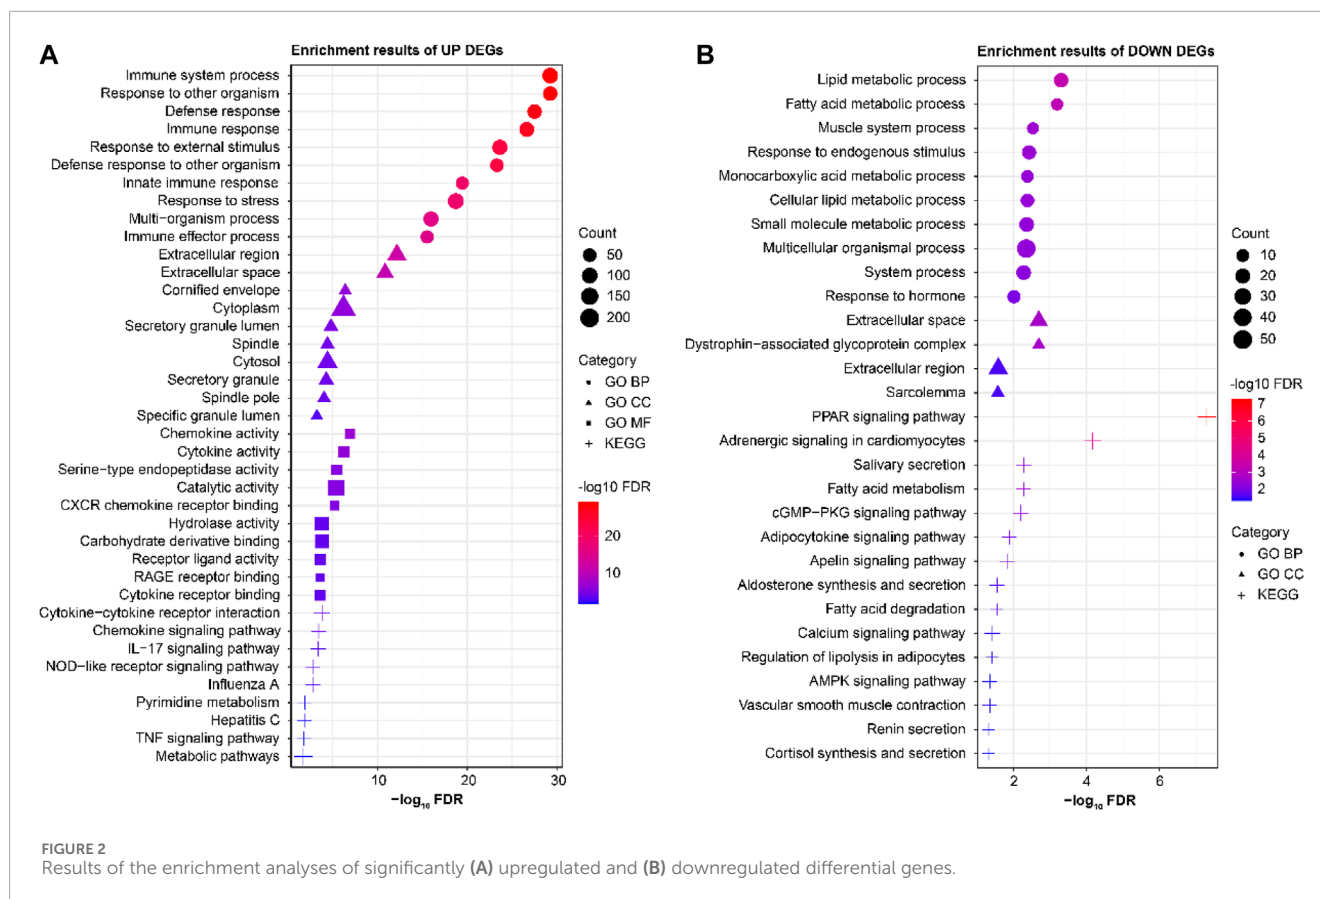 A
Enrichment results of UP DEGs
Immune system process
Response to other organism
Defense response
Immune response
Response to external stimulus
Defense response to other organism
Innate immune response
Response to stress
Multi-organism process
Immune effector process
Extracellular region
Extracellular space
Cornified envelope
Cytoplasm
Secretory granule lumen
Spindle
Cytosol
Secretory granule
Spindle pole
Specific granule lumen
Chemokine activity
Cytokine activity
Serine-type endopeptidase activity
Catalytic activity
CXCR chemokine receptor binding
Hydrolase activity
Carbohydrate derivative binding
Receptor ligand activity
RAGE receptor binding
Cytokine receptor binding
Cytokine-cytokine receptor interaction
Chemokine signaling pathway
IL-17 signaling pathway
NOD-like receptor signaling pathway
Influenza A
Pyrimidine metabolism
Hepatitis C
TNF signaling pathway
Metabolic pathways
10 20 30
-log10 FDR
Count
50
100
150
200
Category
GO BP
GO CC
GO MF
KEGG
-log10 FDR
20
10
B
Enrichment results of DOWN DEGs
Lipid metabolic process
Fatty acid metabolic process
Muscle system process
Response to endogenous stimulus
Monocarboxylic acid metabolic process
Cellular lipid metabolic process
Small molecule metabolic process
Multicellular organismal process
System process
Response to hormone
Extracellular space
Dystrophin-associated glycoprotein complex
Extracellular region
Sarcolemma
PPAR signaling pathway
Adrenergic signaling in cardiomyocytes
Salivary secretion
Fatty acid metabolism
cGMP-PKG signaling pathway
Adipocytokine signaling pathway
Apelin signaling pathway
Aldosterone synthesis and secretion
Fatty acid degradation
Calcium signaling pathway
Regulation of lipolysis in adipocytes
AMPK signaling pathway
Vascular smooth muscle contraction
Renin secretion
Cortisol synthesis and secretion
2 4 6
-log10 FDR
Count
10
20
30
40
50
-log10 FDR
7
6
5
4
3
2
Category
GO BP
GO CC
KEGG
FIGURE 2
Results of the enrichment analyses of significantly (A) upregulated and (B) downregulated differential genes.